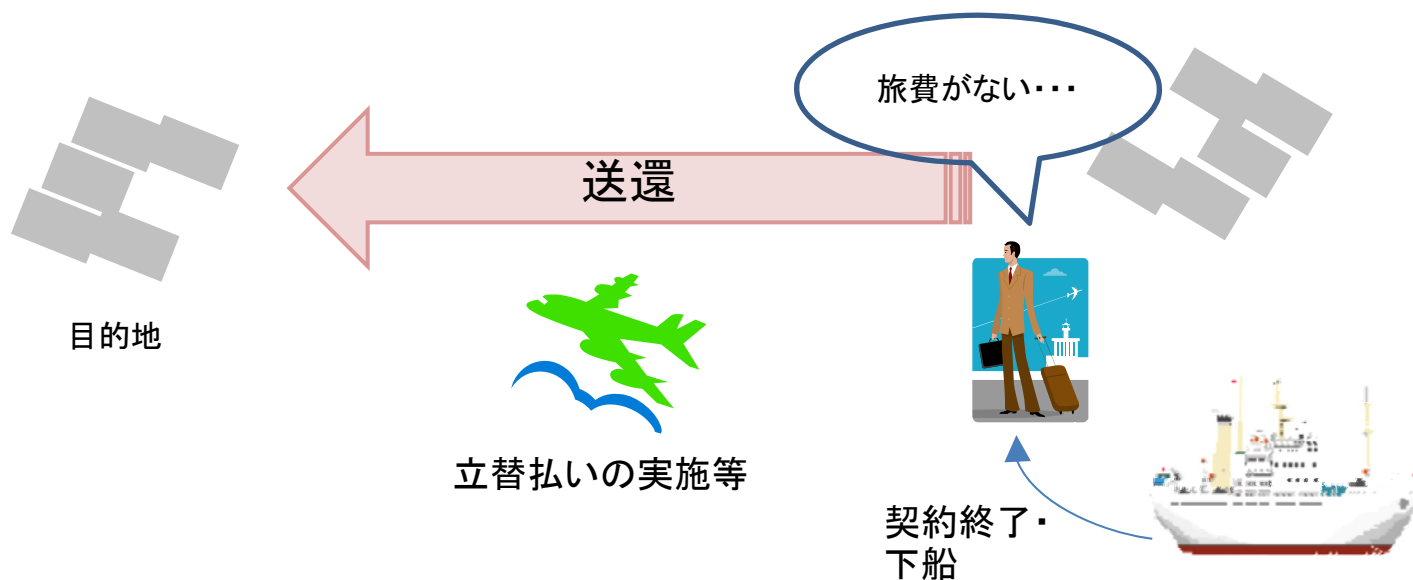 旅費がない・・・
送還
目的地
立替払いの実施等
契約終了・
下船